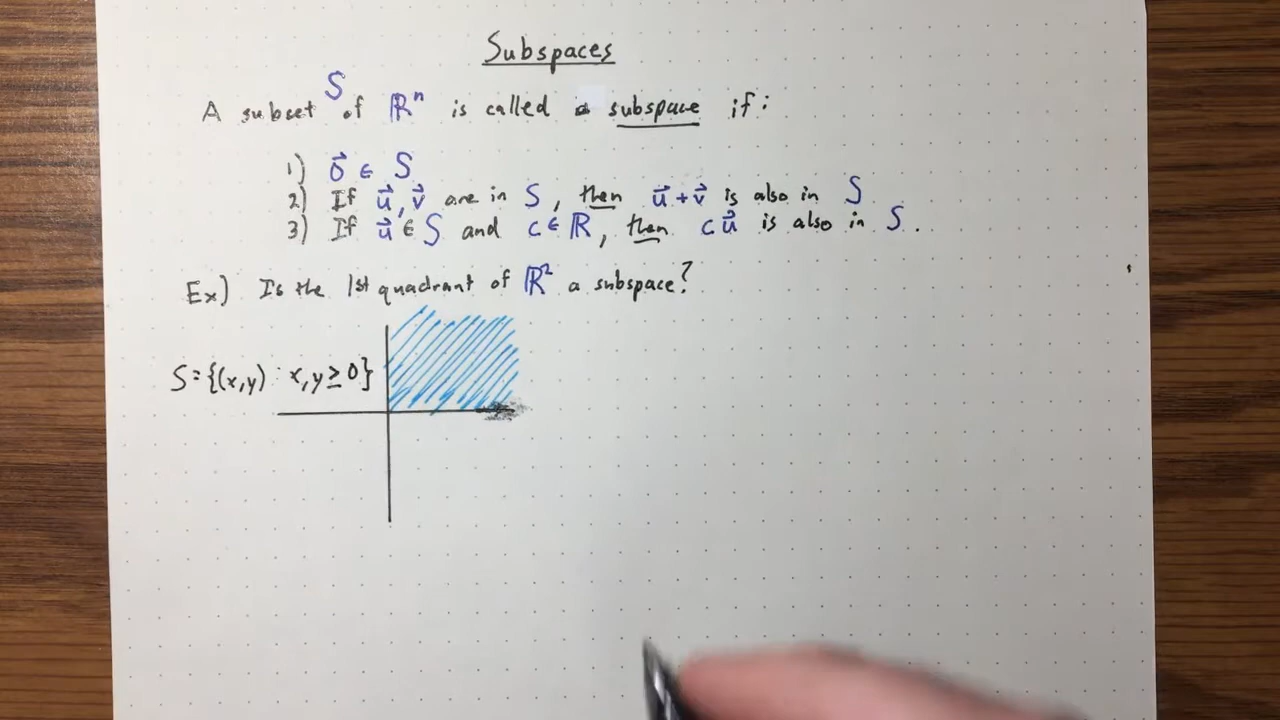 Subspaces
A subset S of ℝⁿ is called a subspace if:
1) 0⃗ ∈ S
2) If u⃗, v⃗ are in S, then u⃗ + v⃗ is also in S
3) If u⃗ ∈ S and c ∈ ℝ, then cu⃗ is also in S.
Ex) Is the 1st quadrant of ℝ² a subspace?
S = {(x,y) : x,y ≥ 0}